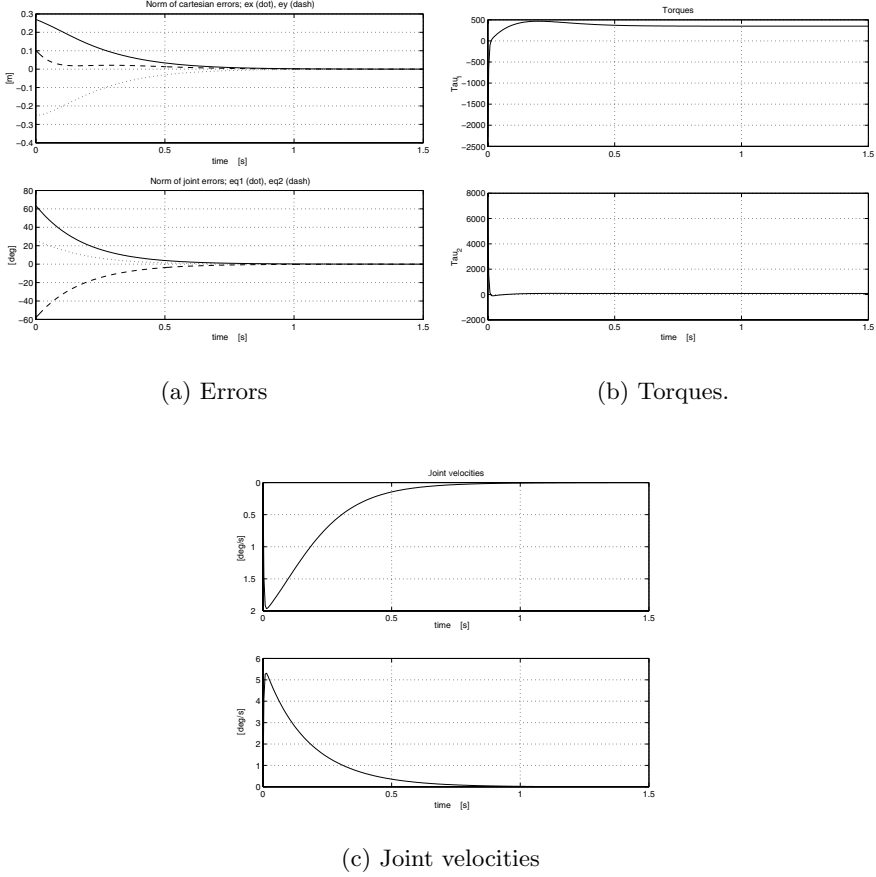 Norm of cartesian errors; ex (dot), ey (dash)
0.3
0.2
0.1
0
−0.1
−0.2
−0.3
−0.4
[m]
0 0.5 1 1.5
time [s]
Norm of joint errors; eq1 (dot), eq2 (dash)
80
60
40
20
0
−20
−40
−60
[deg]
0 0.5 1 1.5
time [s]
(a) Errors
Torques
500
0
−500
−1000
−1500
−2000
−2500
Tau1
0 0.5 1 1.5
time [s]
8000
6000
4000
2000
0
−2000
Tau2
0 0.5 1 1.5
time [s]
(b) Torques.
Joint velocities
0
0.5
1
1.5
2
[deg/s]
0 0.5 1 1.5
time [s]
6
5
4
3
2
1
0
[deg/s]
0 0.5 1 1.5
time [s]
(c) Joint velocities